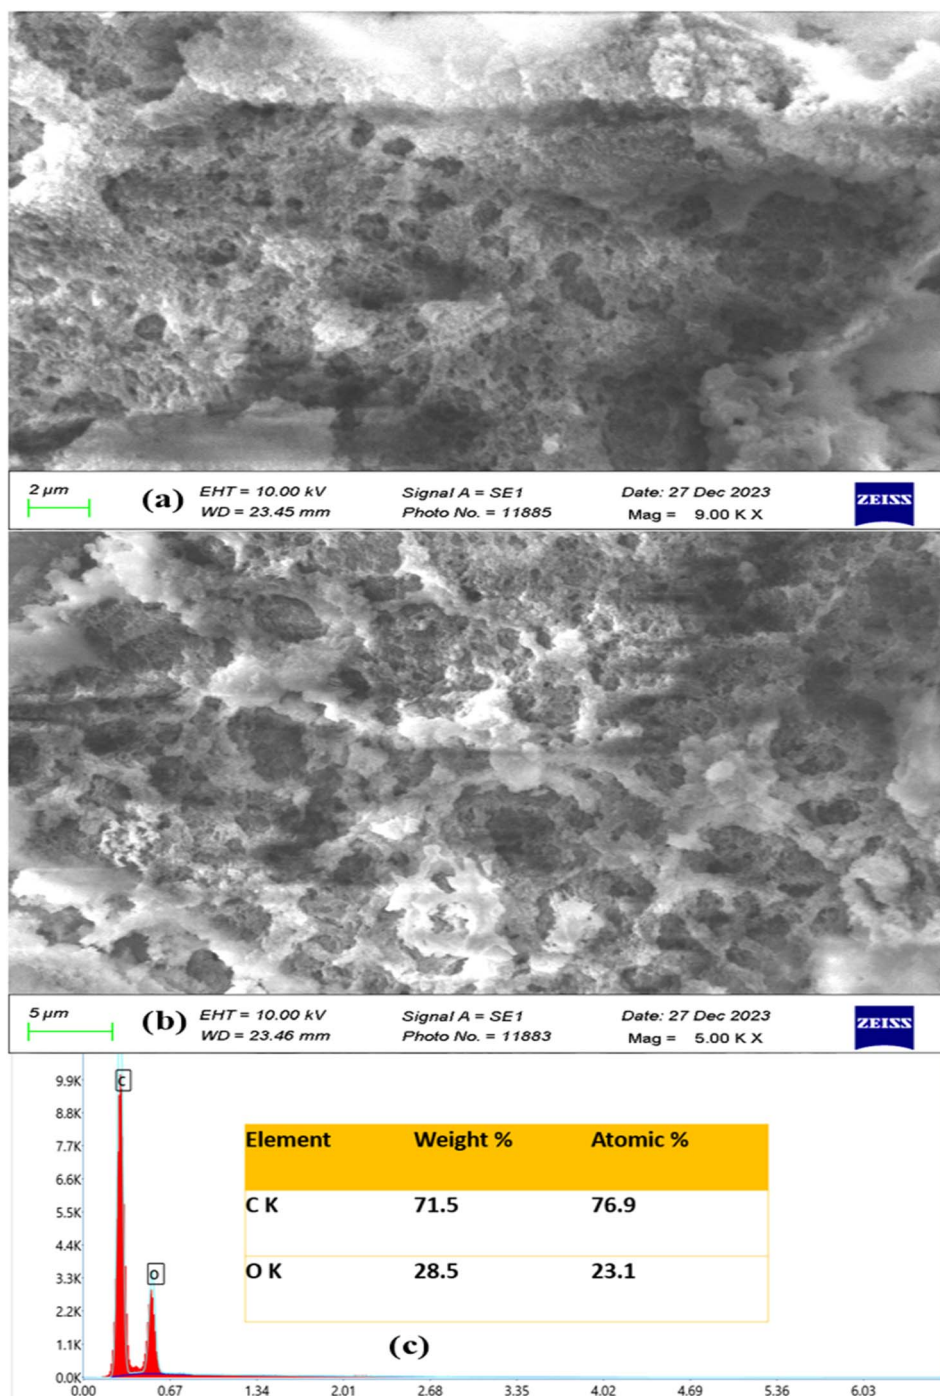 2 µm (a) EHT = 10.00 kV Signal A = SE1 Date: 27 Dec 2023 ZEISS
WD = 23.45 mm Photo No. = 11885 Mag = 9.00 K X
5 µm (b) EHT = 10.00 kV Signal A = SE1 Date: 27 Dec 2023 ZEISS
WD = 23.46 mm Photo No. = 11883 Mag = 5.00 K X
9.9K C
8.8K
7.7K
6.6K
5.5K
4.4K
3.3K O
2.2K
1.1K
0.0K
Element Weight % Atomic %
C K 71.5 76.9
O K 28.5 23.1
(c)
0.00 0.67 1.34 2.01 2.68 3.35 4.02 4.69 5.36 6.03